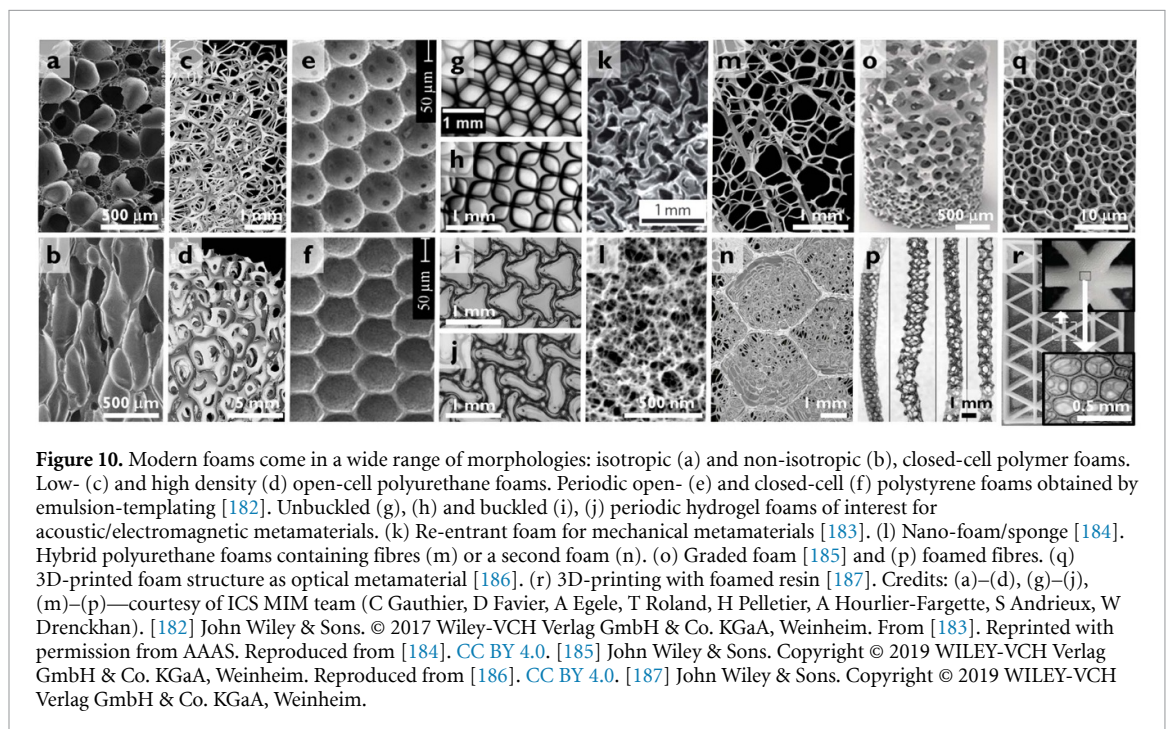 a
c
e
50 μm
g
1 mm
k
m
o
q
500 μm
1 mm
h
1 mm
1 mm
1 mm
500 μm
10 μm
b
d
f
50 μm
i
1 mm
l
n
p
r
j
500 μm
5 mm
1 mm
500 nm
1 mm
1 mm
0.5 mm
Figure 10. Modern foams come in a wide range of morphologies: isotropic (a) and non-isotropic (b), closed-cell polymer foams.
Low- (c) and high density (d) open-cell polyurethane foams. Periodic open- (e) and closed-cell (f) polystyrene foams obtained by
emulsion-templating [182]. Unbuckled (g), (h) and buckled (i), (j) periodic hydrogel foams of interest for
acoustic/electromagnetic metamaterials. (k) Re-entrant foam for mechanical metamaterials [183]. (l) Nano-foam/sponge [184].
Hybrid polyurethane foams containing fibres (m) or a second foam (n). (o) Graded foam [185] and (p) foamed fibres. (q)
3D-printed foam structure as optical metamaterial [186]. (r) 3D-printing with foamed resin [187]. Credits: (a)–(d), (g)–(j),
(m)–(p)—courtesy of ICS MIM team (C Gauthier, D Favier, A Egele, T Roland, H Pelletier, A Hourlier-Fargette, S Andrieux, W
Drenckhan). [182] John Wiley & Sons. © 2017 Wiley-VCH Verlag GmbH & Co. KGaA, Weinheim. From [183]. Reprinted with
permission from AAAS. Reproduced from [184]. CC BY 4.0. [185] John Wiley & Sons. Copyright © 2019 WILEY-VCH Verlag
GmbH & Co. KGaA, Weinheim. Reproduced from [186]. CC BY 4.0. [187] John Wiley & Sons. Copyright © 2019 WILEY-VCH
Verlag GmbH & Co. KGaA, Weinheim.